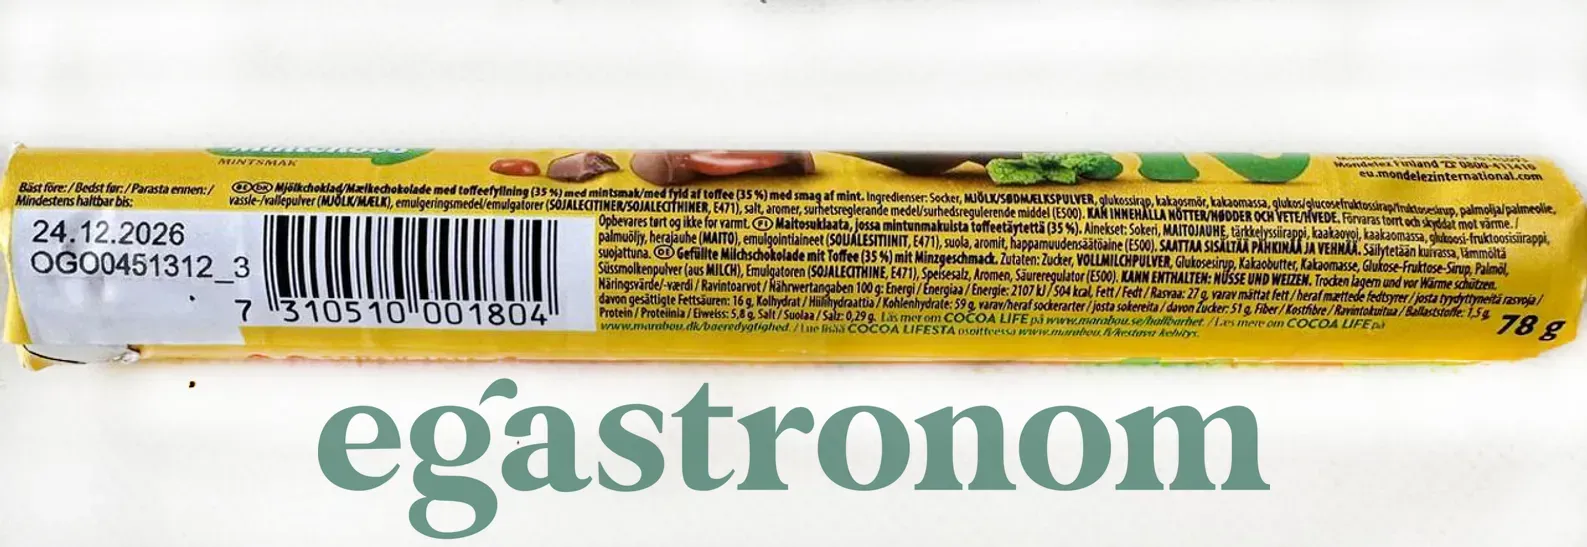 MINTSMAK
Mondelez Finland ☎ 0800-411416
eu.mondelezinternational.com
Bäst före: / Bedst før: / Parasta ennen: /
Mindestens haltbar bis:
24.12.2026
OGO0451312_3
7 310510 001804
SE DK Mjölkchoklad/Mælkechokolade med toffeefyllning (35 %) med mintsmak/med fyld af toffee (35 %) med smag af mint. Ingredienser: Socker, MJÖLK/SØDMÆLKSPULVER, glukossirap, kakaosmör, kakaomassa, glukos/glucosefruktossirap/fruktosesirup, palmolja/palmeolie,
vassle-/vallepulver (MJÖLK/MÆLK), emulgeringsmedel/emulgatorer (SOJALECITINER/SOJALECITHINER, E471), salt, aromer, surhetsreglerande medel/surhedsregulerende middel (E500). KAN INNEHÅLLA NÖTTER/NØDDER OCH VETE/HVEDE. Förvaras torrt och skyddat mot värme. /
Opbevares tørt og ikke for varmt. FI Maitosuklaata, jossa mintunmakuista toffeetäytettä (35 %). Ainekset: Sokeri, MAITOJAUHE, tärkkelyssiirappi, kaakaovoi, kaakaomassa, glukoosi-fruktoosisiirappi,
palmuöljy, herajauhe (MAITO), emulgointiaineet (SOIJALESITIINIT, E471), suola, aromit, happamuudensäätöaine (E500). SAATTAA SISÄLTÄÄ PÄHKINÄÄ JA VEHNÄÄ. Säilytetään kuivassa, lämmöltä
suojattuna. DE Gefüllte Milchschokolade mit Toffee (35 %) mit Minzgeschmack. Zutaten: Zucker, VOLLMILCHPULVER, Glukosesirup, Kakaobutter, Kakaomasse, Glukose-Fruktose-Sirup, Palmöl,
Süssmolkenpulver (aus MILCH), Emulgatoren (SOJALECITHINE, E471), Speisesalz, Aromen, Säureregulator (E500). KANN ENTHALTEN: NÜSSE UND WEIZEN. Trocken lagern und vor Wärme schützen.
Näringsvärde/-værdi / Ravintoarvot / Nährwertangaben 100 g: Energi / Energiaa / Energie: 2107 kJ / 504 kcal, Fett / Fedt / Rasvaa: 27 g, varav mättat fett / heraf mættede fedtsyrer / josta tyydyttyneitä rasvoja /
davon gesättigte Fettsäuren: 16 g, Kolhydrat / Hiilihydraattia / Kohlenhydrate: 59 g, varav/heraf sockerarter / josta sokereita / davon Zucker: 51 g, Fiber / Kostfibre / Ravintokuitua / Ballaststoffe: 1,5 g,
Protein / Proteiinia / Eiweiss: 5,8 g, Salt / Suolaa / Salz: 0,29 g. Läs mer om COCOA LIFE på www.marabou.se/hallbarhet. / Læs mere om COCOA LIFE på
www.marabou.dk/baeredygtighed. / Lue lisää COCOA LIFESTA osoitteessa www.marabou.fi/kestava-kehitys.
78 g
egastronom